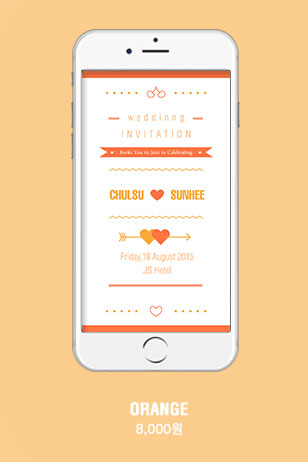 weddinng
INVITATION
Invite You to Join in Celebrating
CHULSU SUNHEE
Friday,18 August 2015
JS Hotel
ORANGE
8,000원